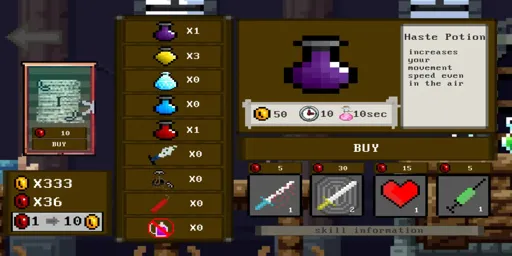 10
BUY
X333
X36
1 10
X1
X3
X0
X0
X1
X0
X0
X0
X0
Haste Potion
increases
your
movement
speed even
in the air
50 10 10sec
BUY
5 30 15 5
1 2 1 1
skill information